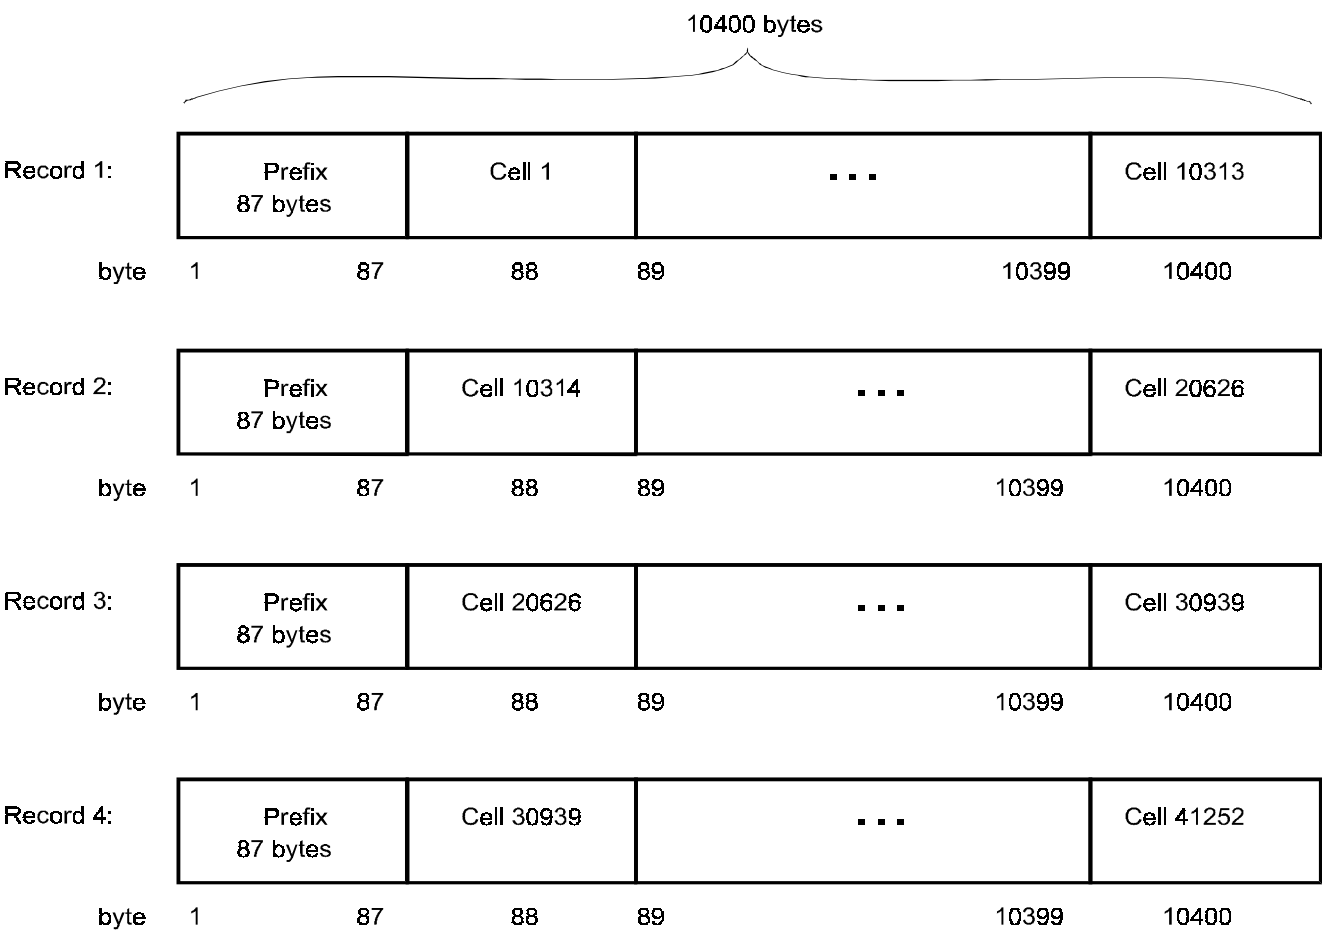 10400 bytes
Record 1: Prefix Cell 1 ... Cell 10313
87 bytes
byte 1 87 88 89 10399 10400
Record 2: Prefix Cell 10314 ... Cell 20626
87 bytes
byte 1 87 88 89 10399 10400
Record 3: Prefix Cell 20626 ... Cell 30939
87 bytes
byte 1 87 88 89 10399 10400
Record 4: Prefix Cell 30939 ... Cell 41252
87 bytes
byte 1 87 88 89 10399 10400